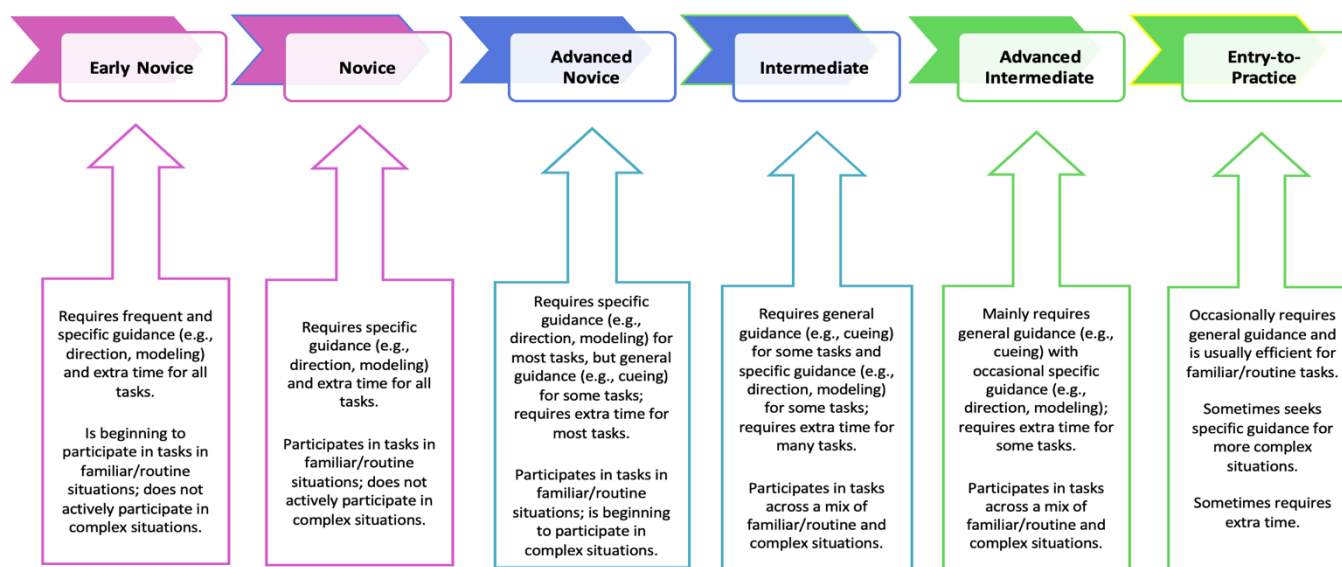 Early Novice
Novice
Advanced
Novice
Intermediate
Advanced
Intermediate
Entry-to-
Practice
Requires frequent and
specific guidance (e.g.,
direction, modeling)
and extra time for all
tasks.
Is beginning to
participate in tasks in
familiar/routine
situations; does not
actively participate in
complex situations.
Requires specific
guidance (e.g.,
direction, modeling)
and extra time for all
tasks.
Participates in tasks in
familiar/routine
situations; does not
actively participate in
complex situations.
Requires specific
guidance (e.g.,
direction, modeling) for
most tasks, but general
guidance (e.g., cueing)
for some tasks;
requires extra time for
most tasks.
Participates in tasks in
familiar/routine
situations; is beginning
to participate in
complex situations.
Requires general
guidance (e.g., cueing)
for some tasks and
specific guidance (e.g.,
direction, modeling)
for some tasks;
requires extra time for
many tasks.
Participates in tasks
across a mix of
familiar/routine and
complex situations.
Mainly requires
general guidance (e.g.,
cueing) with
occasional specific
guidance (e.g.,
direction, modeling);
requires extra time for
some tasks.
Participates in tasks
across a mix of
familiar/routine and
complex situations.
Occasionally requires
general guidance and
is usually efficient for
familiar/routine tasks.
Sometimes seeks
specific guidance for
more complex
situations.
Sometimes requires
extra time.